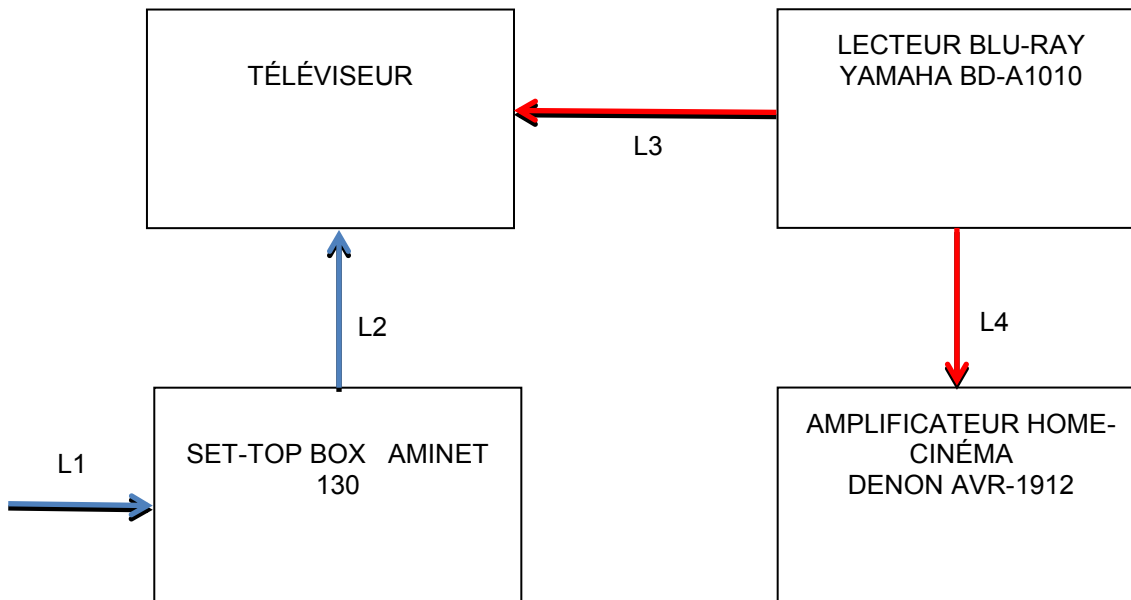 TÉLÉVISEUR
LECTEUR BLU-RAY
YAMAHA BD-A1010
L3
L2
L4
L1
SET-TOP BOX AMINET
130
AMPLIFICATEUR HOME-
CINÉMA
DENON AVR-1912